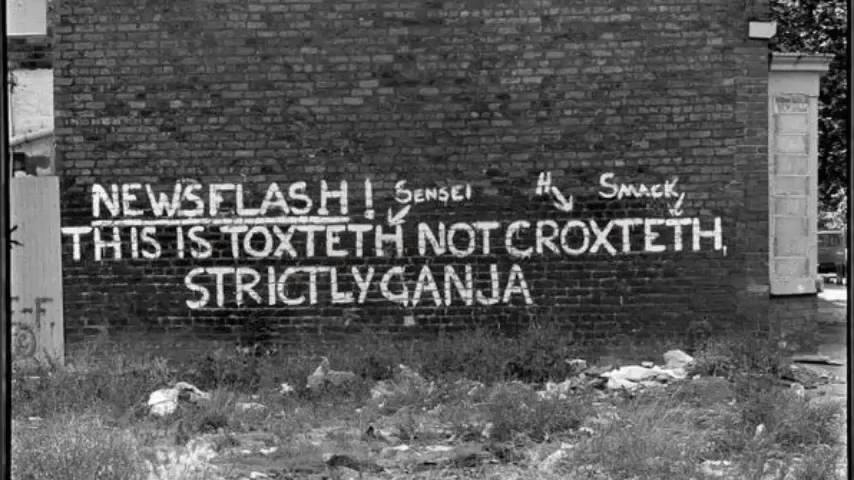 NEWSFLASH! SENSEI H SMACK
THIS IS TOXTETH NOT CROXTETH,
STRICTLY GANJA